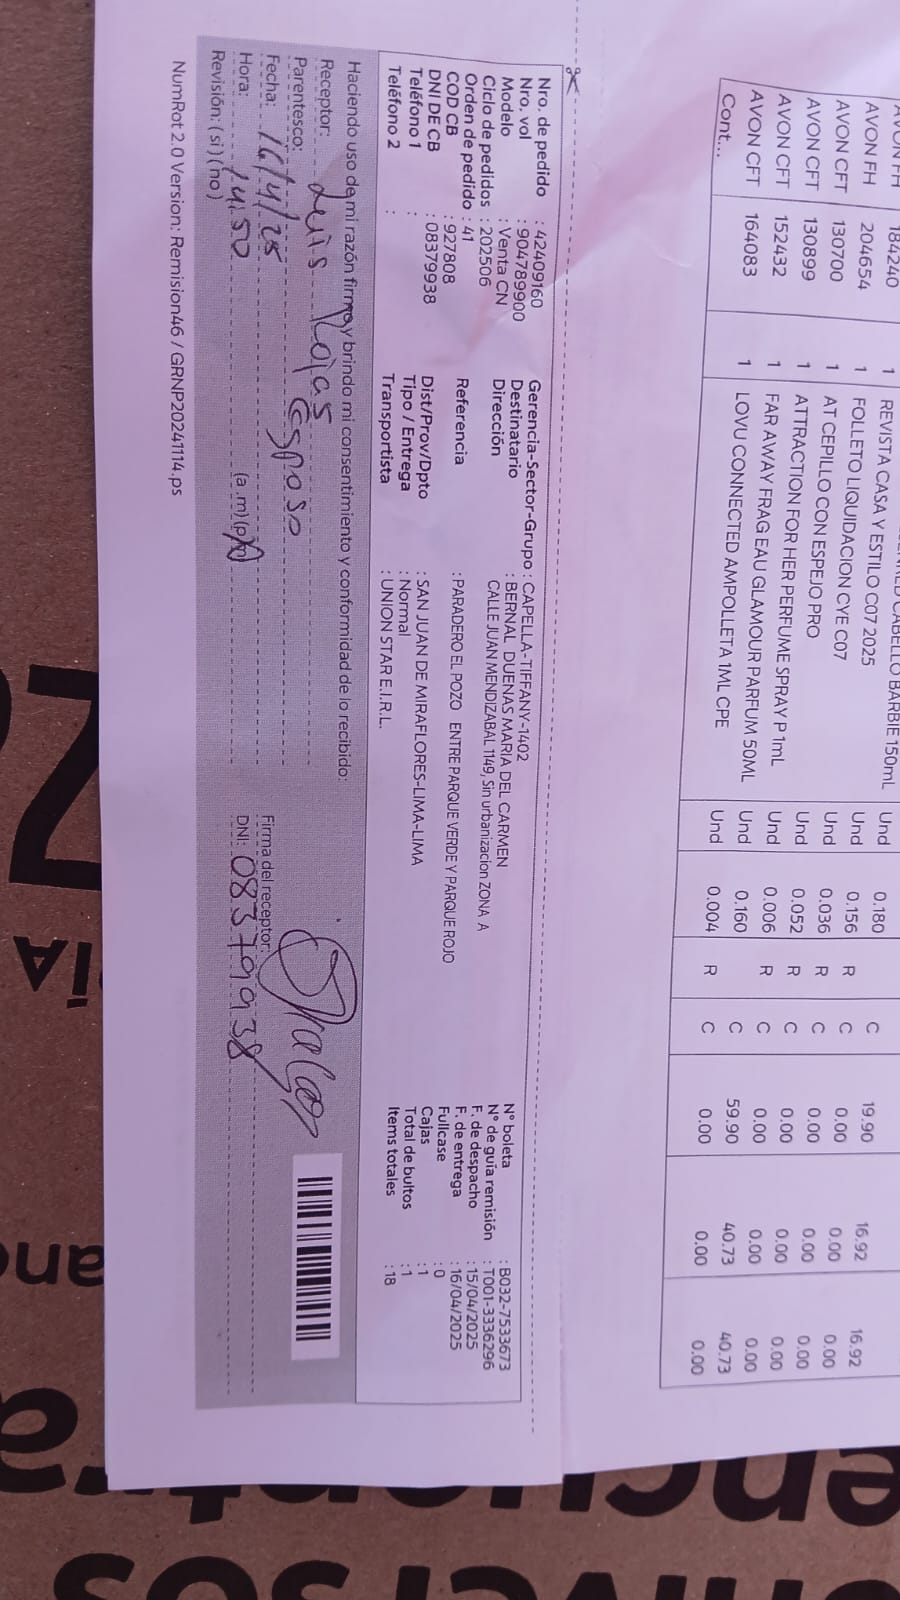 184240 1 Und 0.180 C 19.90 16.92 16.92
AVON FH 204654 1 REVISTA CASA Y ESTILO C07 2025 Und 0.156 R C 0.00 0.00 0.00
AVON CFT 130700 1 FOLLETO LIQUIDACION CYE C07 Und 0.036 R C 0.00 0.00 0.00
AVON CFT 130899 1 AT CEPILLO CON ESPEJO PRO Und 0.052 R C 0.00 0.00 0.00
AVON CFT 152432 1 ATTRACTION FOR HER PERFUME SPRAY P 1mL Und 0.006 R C 0.00 0.00 0.00
AVON CFT 164083 1 FAR AWAY FRAG EAU GLAMOUR PARFUM 50ML Und 0.160 C 59.90 40.73 40.73
Cont... LOVU CONNECTED AMPOLLETA 1ML CPE Und 0.004 R 0.00 0.00 0.00
Nro. de pedido : 42409160 Gerencia-Sector-Grupo : CAPELLA-TIFFANY-1402 N° boleta : B032-7533673
Nro. vol : 904789900 Destinatario : BERNAL DUENAS MARIA DEL CARMEN N° de guía remisión : T001-3336296
Modelo : Venta CN Dirección CALLE JUAN MENDIZABAL 1149, Sin urbanizacion ZONA A F. de despacho : 15/04/2025
Ciclo de pedidos : 202506 F. de entrega : 16/04/2025
Orden de pedido : 41 Referencia : PARADERO EL POZO ENTRE PARQUE VERDE Y PARQUE ROJO Fullcase : 0
COD CB : 927808 Dist/Prov/Dpto : SAN JUAN DE MIRAFLORES-LIMA-LIMA Cajas : 1
DNI DE CB : 08379938 Tipo / Entrega : Normal Total de bultos : 1
Teléfono 1 : Transportista : UNION STAR E.I.R.L. Items totales : 18
Teléfono 2 :
Haciendo uso de mi razón firmo y brindo mi consentimiento y conformidad de lo recibido:
Receptor: Luis Rojas
Parentesco: Esposo
Fecha: 16/4/25 Firma del receptor:
Hora: 14:50 (a .m) (p DNI: 08379938
Revisión: ( si ) ( no )
NumRot 2.0 Version: Remision46 / GRNP20241114.ps